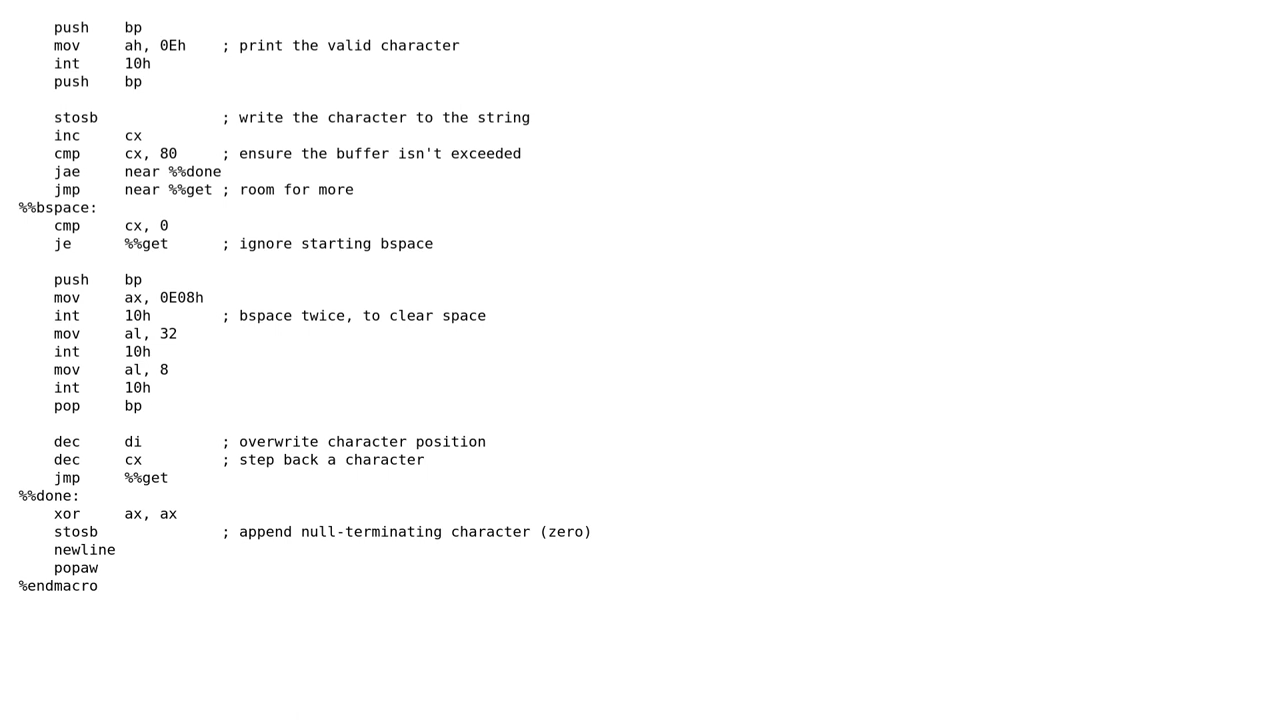 push    bp
    mov     ah, 0Eh    ; print the valid character
    int     10h
    push    bp

    stosb              ; write the character to the string
    inc     cx
    cmp     cx, 80     ; ensure the buffer isn't exceeded
    jae     near %%done
    jmp     near %%get ; room for more
%%bspace:
    cmp     cx, 0
    je      %%get      ; ignore starting bspace

    push    bp
    mov     ax, 0E08h
    int     10h        ; bspace twice, to clear space
    mov     al, 32
    int     10h
    mov     al, 8
    int     10h
    pop     bp

    dec     di         ; overwrite character position
    dec     cx         ; step back a character
    jmp     %%get
%%done:
    xor     ax, ax
    stosb              ; append null-terminating character (zero)
    newline
    popaw
%endmacro